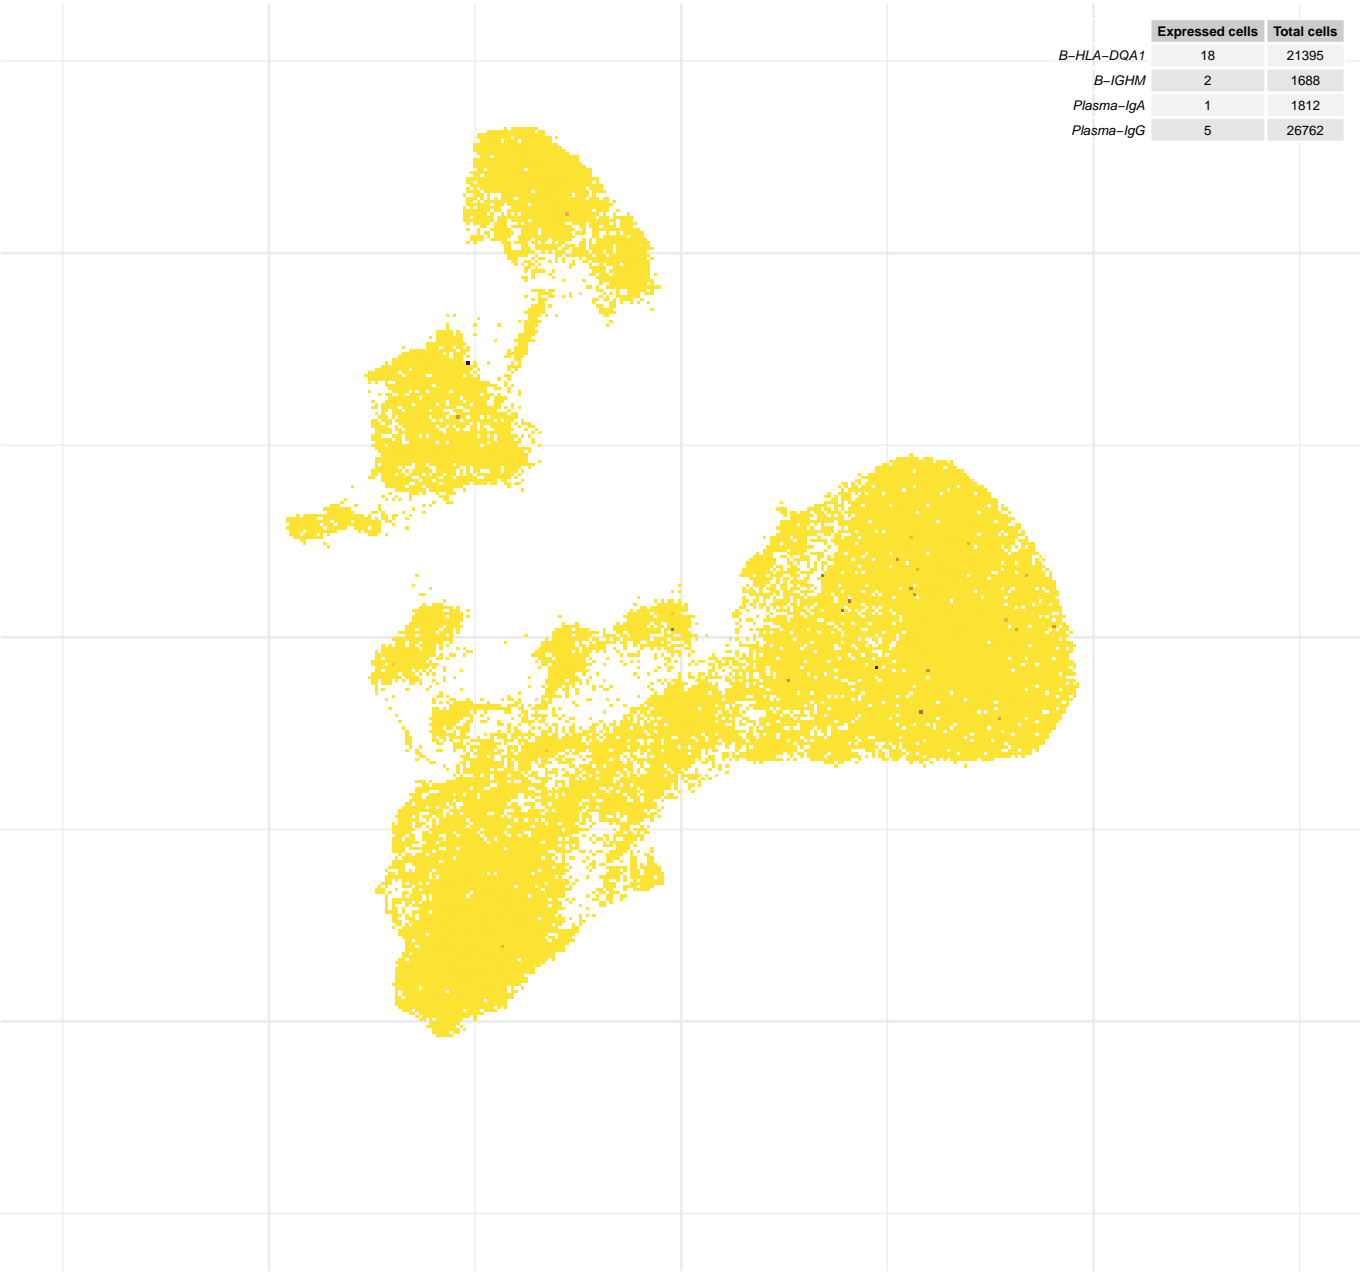 Expressed cells Total cells
B−HLA−DQA1 18 21395
B−IGHM 2 1688
Plasma−IgA 1 1812
Plasma−IgG 5 26762